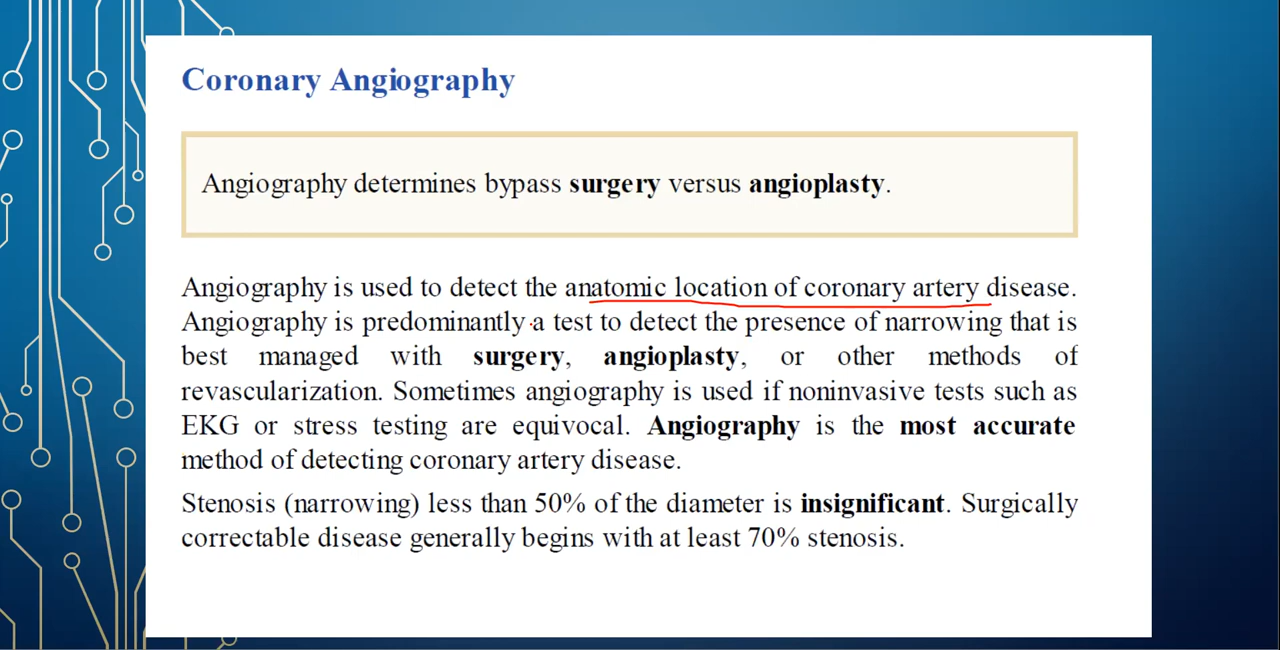 Coronary Angiography
Angiography determines bypass surgery versus angioplasty.
Angiography is used to detect the anatomic location of coronary artery disease.
Angiography is predominantly a test to detect the presence of narrowing that is
best managed with surgery, angioplasty, or other methods of
revascularization. Sometimes angiography is used if noninvasive tests such as
EKG or stress testing are equivocal. Angiography is the most accurate
method of detecting coronary artery disease.
Stenosis (narrowing) less than 50% of the diameter is insignificant. Surgically
correctable disease generally begins with at least 70% stenosis.